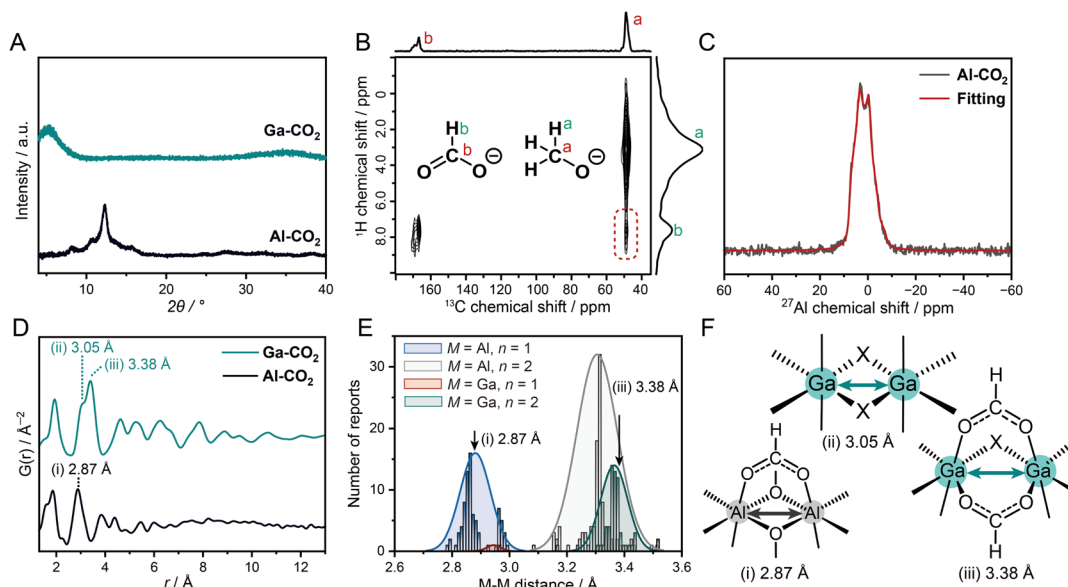 A
Intensity / a.u.
Ga-CO₂
Al-CO₂
10
20
30
40
2θ / °
B
b
a
¹H chemical shift / ppm
0
2.0
4.0
6.0
8.0
H b
C b
O
O ⊖
H a
H
C a
H
O ⊖
a
b
160
140
120
100
80
60
40
20
0
¹³C chemical shift / ppm
C
Al-CO₂
Fitting
60
40
20
0
−20
−40
−60
²⁷Al chemical shift / ppm
D
G(r) / Å⁻²
(ii) 3.05 Å
(iii) 3.38 Å
Ga-CO₂
Al-CO₂
(i) 2.87 Å
2
4
6
8
10
12
r / Å
E
Number of reports
30
20
10
0
M = Al, n = 1
M = Al, n = 2
M = Ga, n = 1
M = Ga, n = 2
(iii) 3.38 Å
(i) 2.87 Å
2.6
2.8
3.0
3.2
3.4
3.6
M-M distance / Å
F
X
Ga
Ga
X
(ii) 3.05 Å
H
C
O
O
O
Al
Al
O
(i) 2.87 Å
H
C
O
O
X
Ga
Ga
O
O
C
H
(iii) 3.38 Å